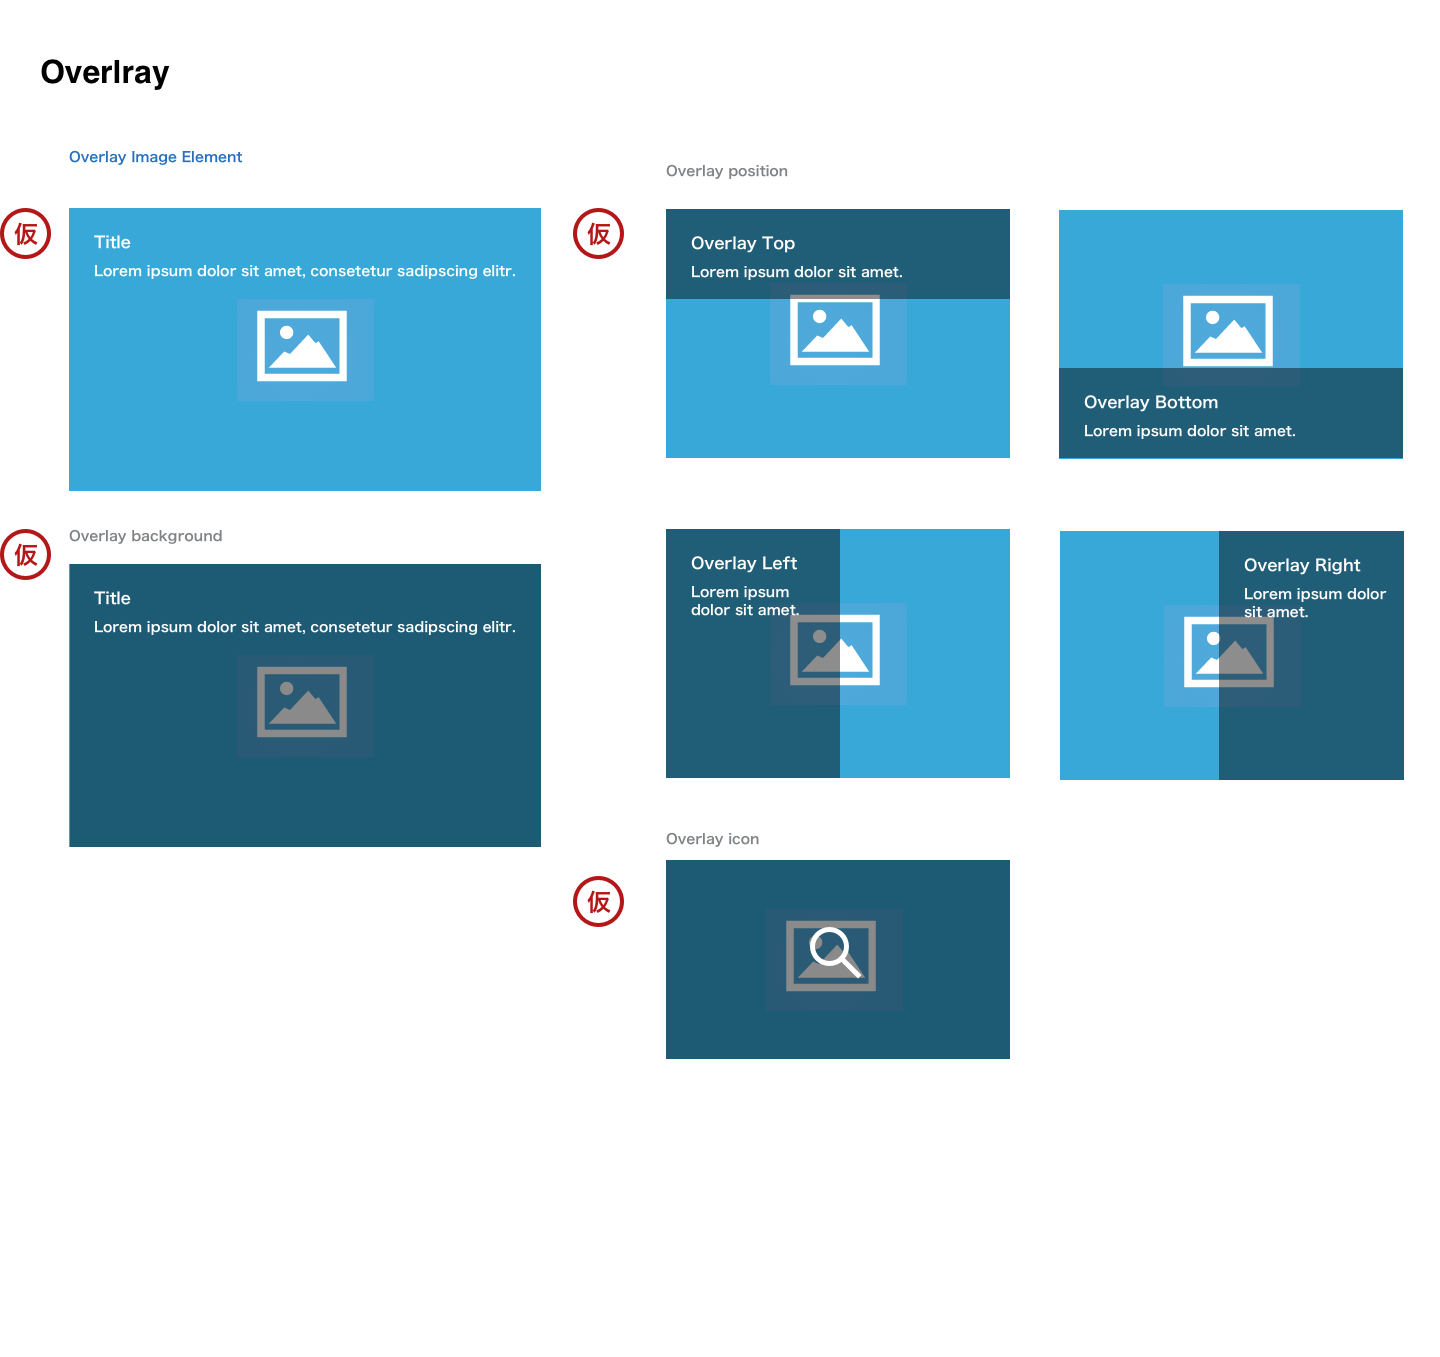 Overlray
Overlay Image Element
仮
Title
Lorem ipsum dolor sit amet, consetetur sadipscing elitr.
仮
Overlay background
Title
Lorem ipsum dolor sit amet, consetetur sadipscing elitr.
Overlay position
仮
Overlay Top
Lorem ipsum dolor sit amet.
Overlay Bottom
Lorem ipsum dolor sit amet.
Overlay Left
Lorem ipsum
dolor sit amet.
Overlay Right
Lorem ipsum dolor
sit amet.
Overlay icon
仮